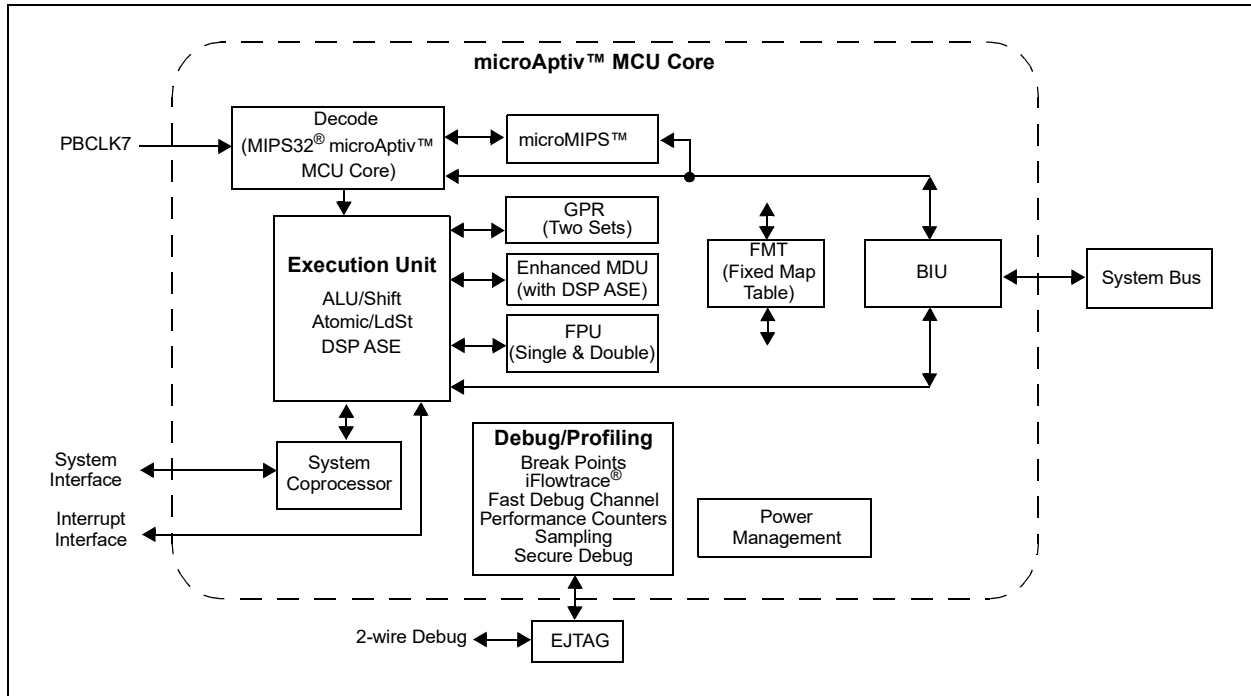 microAptiv™ MCU Core
PBCLK7
Decode
(MIPS32® microAptiv™
MCU Core)
microMIPS™
Execution Unit
ALU/Shift
Atomic/LdSt
DSP ASE
GPR
(Two Sets)
Enhanced MDU
(with DSP ASE)
FPU
(Single & Double)
FMT
(Fixed Map
Table)
BIU
System Bus
System
Interface
System
Coprocessor
Interrupt
Interface
Debug/Profiling
Break Points
iFlowtrace®
Fast Debug Channel
Performance Counters
Sampling
Secure Debug
Power
Management
2-wire Debug
EJTAG